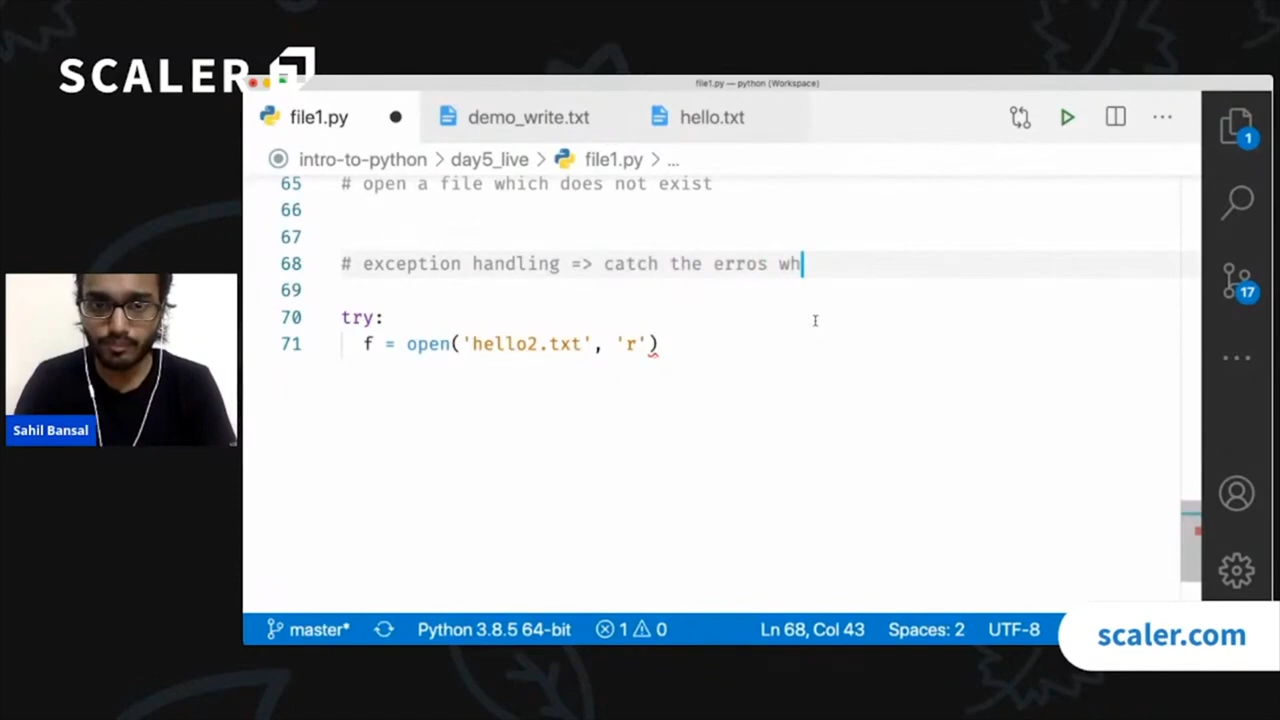 SCALER
file1.py — python (Workspace)
file1.py
demo_write.txt
hello.txt
intro-to-python > day5_live > file1.py > ...
1
65 # open a file which does not exist
66
67
68 # exception handling => catch the erros wh
69
70 try:
71 f = open('hello2.txt', 'r')
17
Sahil Bansal
master* Python 3.8.5 64-bit 1 0 Ln 68, Col 43 Spaces: 2 UTF-8
scaler.com